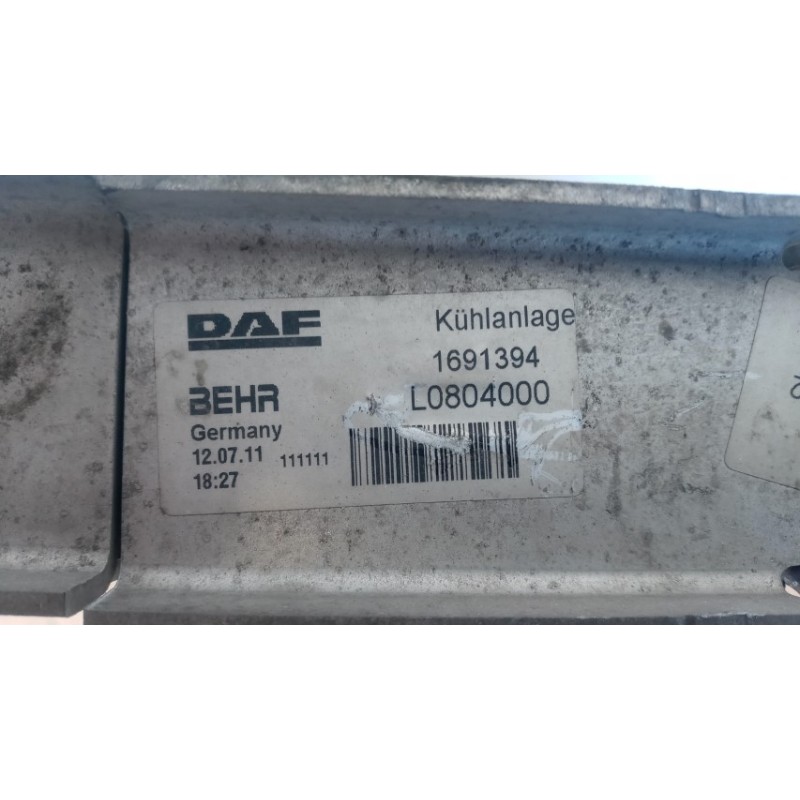 DAF Kühlanlage
1691394
BEHR L0804000
Germany
12.07.11 111111
18:27